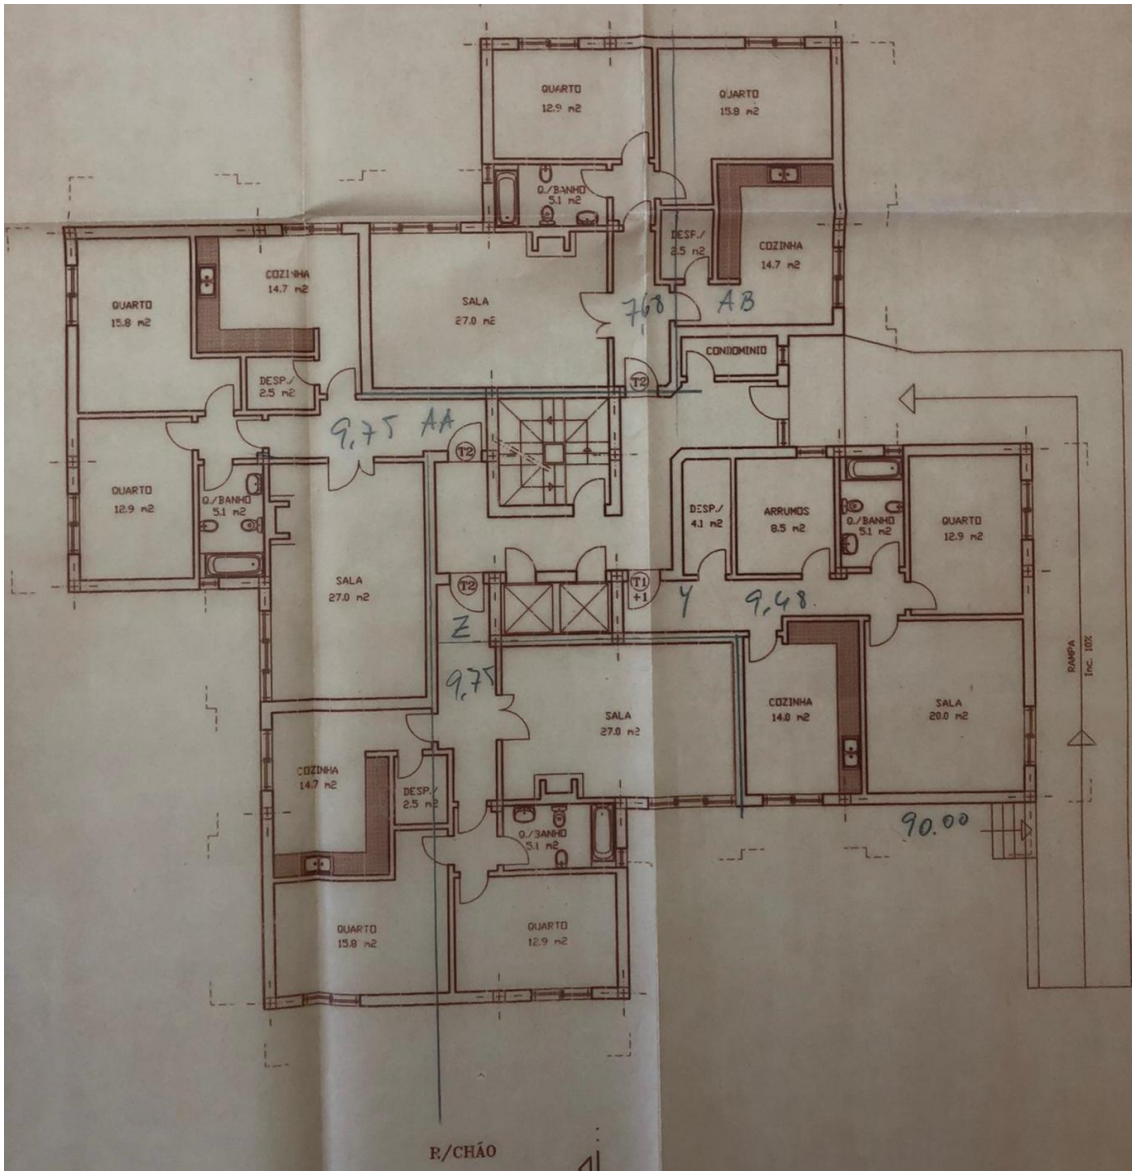 QUARTO
12.9 m2
QUARTO
15.8 m2
Q./BANHO
5.1 m2
DESP./
2.5 m2
COZINHA
14.7 m2
COZINHA
14.7 m2
QUARTO
15.8 m2
SALA
27.0 m2
7,68
AB
CONDOMINIO
DESP./
2.5 m2
T2
9,75 AA
T2
QUARTO
12.9 m2
Q./BANHO
5.1 m2
DESP./
4.1 m2
ARRUMOS
8.5 m2
Q./BANHO
5.1 m2
QUARTO
12.9 m2
SALA
27.0 m2
T2
T1
+1
Y
9,48
Z
9,75
RAMPA
Inc. 10%
SALA
27.0 m2
COZINHA
14.0 m2
SALA
20.0 m2
COZINHA
14.7 m2
DESP./
2.5 m2
Q./BANHO
5.1 m2
90.00
QUARTO
15.8 m2
QUARTO
12.9 m2
R/CHÃO